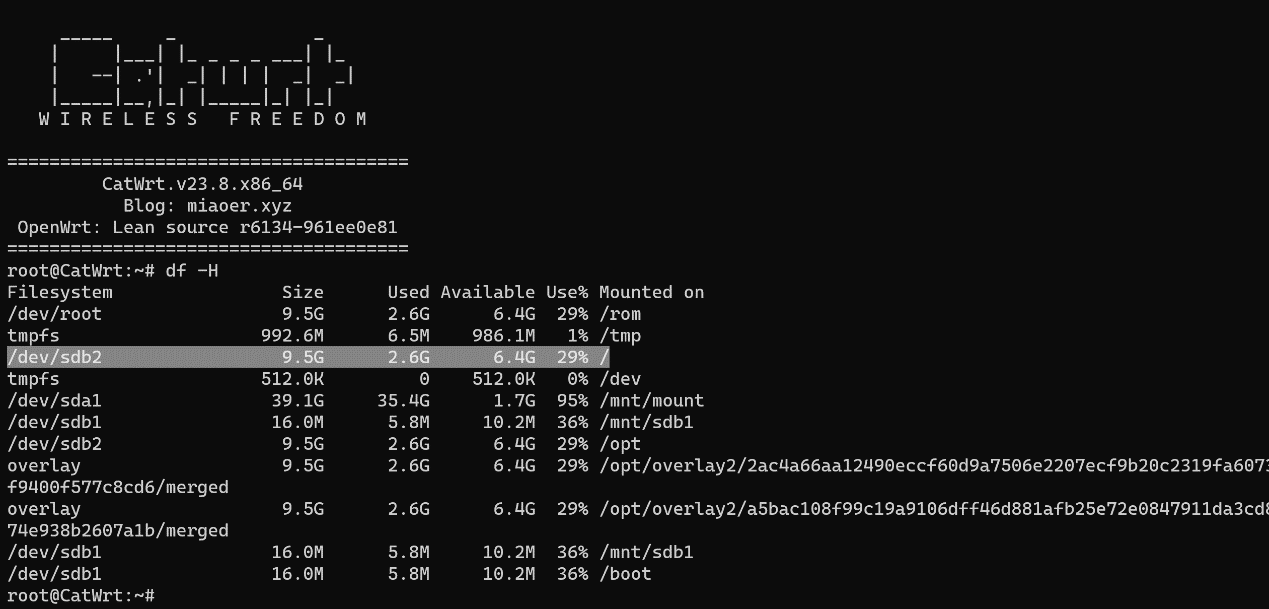 CatWrt
W I R E L E S S   F R E E D O M
======================================
CatWrt.v23.8.x86_64
Blog: miaoer.xyz
OpenWrt: Lean source r6134-961ee0e81
======================================
root@CatWrt:~# df -H
Filesystem                Size      Used Available Use% Mounted on
/dev/root                 9.5G      2.6G      6.4G  29% /rom
tmpfs                   992.6M      6.5M    986.1M   1% /tmp
/dev/sdb2                 9.5G      2.6G      6.4G  29% /
tmpfs                   512.0K         0    512.0K   0% /dev
/dev/sda1                39.1G     35.4G      1.7G  95% /mnt/mount
/dev/sdb1                16.0M      5.8M     10.2M  36% /mnt/sdb1
/dev/sdb2                 9.5G      2.6G      6.4G  29% /opt
overlay                   9.5G      2.6G      6.4G  29% /opt/overlay2/2ac4a66aa12490eccf60d9a7506e2207ecf9b20c2319fa6073
f9400f577c8cd6/merged
overlay                   9.5G      2.6G      6.4G  29% /opt/overlay2/a5bac108f99c19a9106dff46d881afb25e72e0847911da3cd8
74e938b2607a1b/merged
/dev/sdb1                16.0M      5.8M     10.2M  36% /mnt/sdb1
/dev/sdb1                16.0M      5.8M     10.2M  36% /boot
root@CatWrt:~#